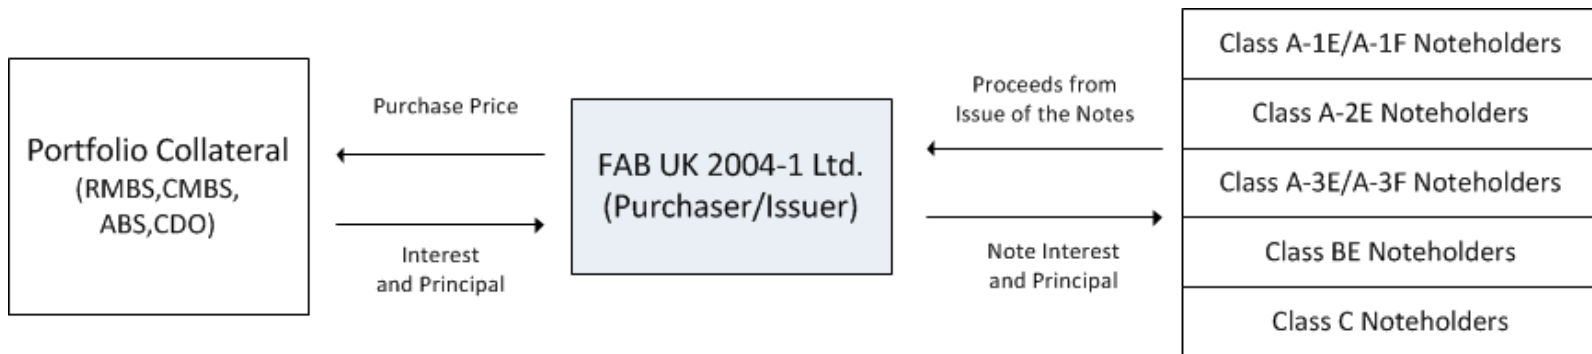 Portfolio Collateral
(RMBS,CMBS,
ABS,CDO)
Purchase Price
Interest
and Principal
FAB UK 2004-1 Ltd.
(Purchaser/Issuer)
Proceeds from
Issue of the Notes
Note Interest
and Principal
Class A-1E/A-1F Noteholders
Class A-2E Noteholders
Class A-3E/A-3F Noteholders
Class BE Noteholders
Class C Noteholders